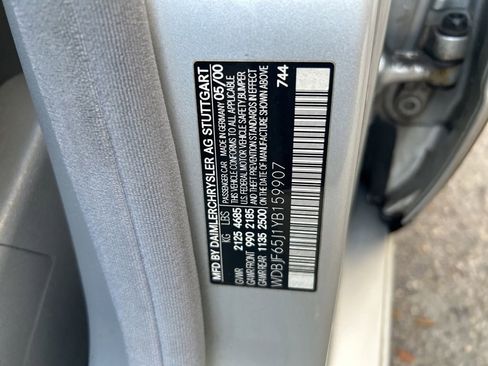 MFD BY DAIMLERCHRYSLER AG STUTTGART
PASSENGER CAR MADE IN GERMANY 05/00
KG LBS THIS VEHICLE CONFORMS TO ALL APPLICABLE
GVWR 2125 4685 U.S. FEDERAL MOTOR VEHICLE SAFETY BUMPER
GAWR FRONT 990 2185 AND THEFT PREVENTION STANDARDS IN EFFECT
GAWR REAR 1135 2500 ON THE DATE OF MANUFACTURE SHOWN ABOVE
WDBJF65J1YB159907
744